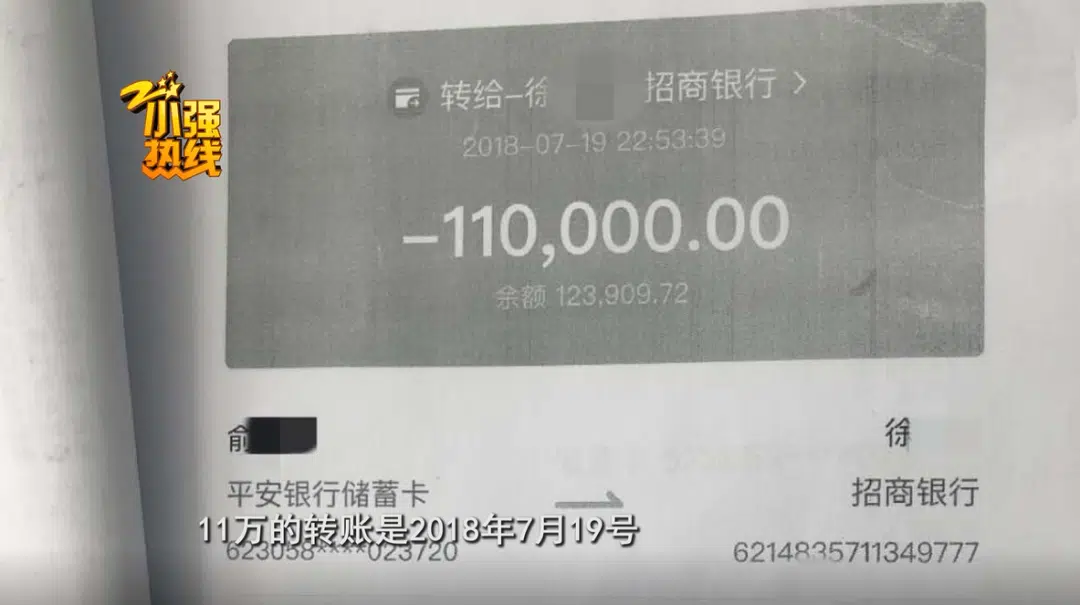 小强
热线
转给-徐 招商银行 >
2018-07-19 22:53:39
-110,000.00
余额 123,909.72
俞
徐
平安银行储蓄卡
招商银行
11万的转账是2018年7月19号
623058****023720
6214835711349777